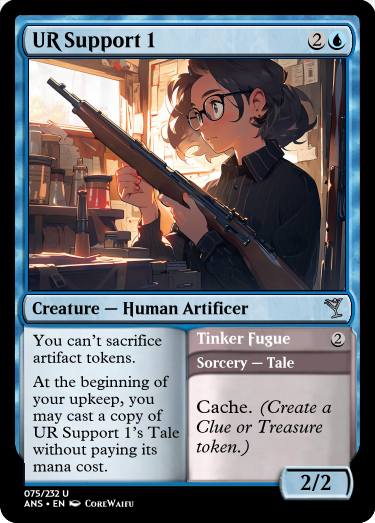 UR Support 1
2
Creature — Human Artificer
You can't sacrifice
artifact tokens.
At the beginning of
your upkeep, you
may cast a copy of
UR Support 1's Tale
without paying its
mana cost.
Tinker Fugue
2
Sorcery — Tale
Cache. (Create a
Clue or Treasure
token.)
2/2
075/232 U
ANS • EN CoreWaifu